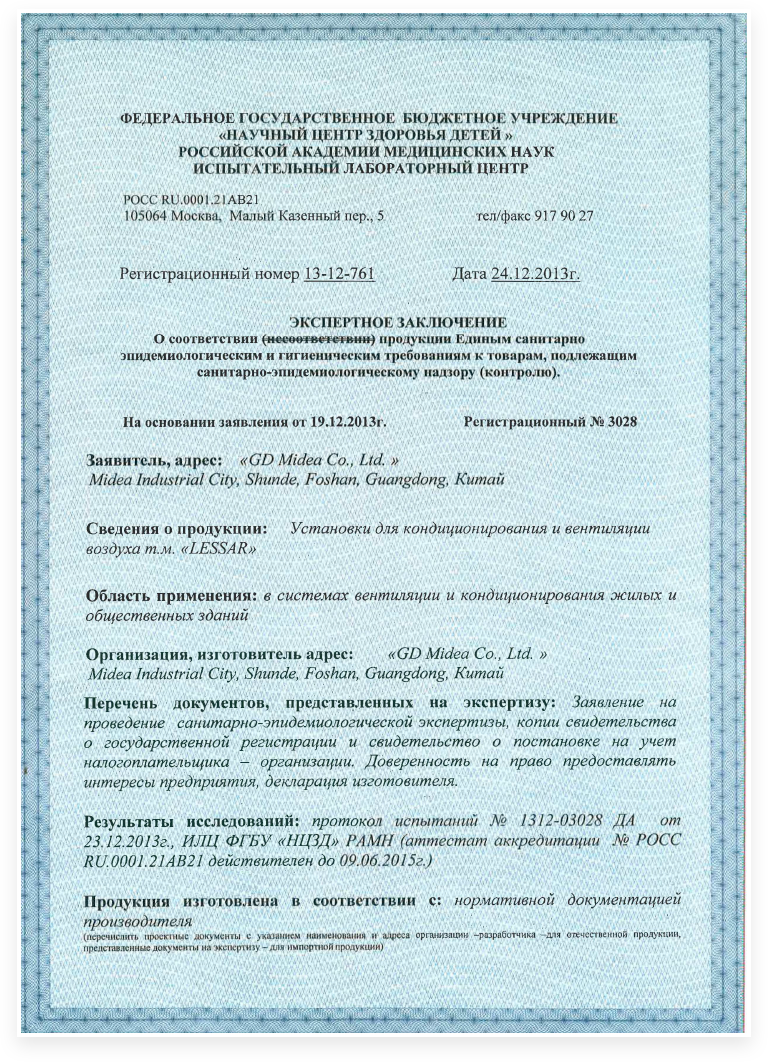 ФЕДЕРАЛЬНОЕ ГОСУДАРСТВЕННОЕ БЮДЖЕТНОЕ УЧРЕЖДЕНИЕ
«НАУЧНЫЙ ЦЕНТР ЗДОРОВЬЯ ДЕТЕЙ »
РОССИЙСКОЙ АКАДЕМИИ МЕДИЦИНСКИХ НАУК
ИСПЫТАТЕЛЬНЫЙ ЛАБОРАТОРНЫЙ ЦЕНТР
РОСС RU.0001.21АВ21
105064 Москва, Малый Казенный пер., 5 тел/факс 917 90 27
Регистрационный номер 13-12-761 Дата 24.12.2013г.
ЭКСПЕРТНОЕ ЗАКЛЮЧЕНИЕ
О соответствии (несоответствии) продукции Единым санитарно
эпидемиологическим и гигиеническим требованиям к товарам, подлежащим
санитарно-эпидемиологическому надзору (контролю).
На основании заявления от 19.12.2013г. Регистрационный № 3028
Заявитель, адрес: «GD Midea Co., Ltd. »
Midea Industrial City, Shunde, Foshan, Guangdong, Китай
Сведения о продукции: Установки для кондиционирования и вентиляции
воздуха т.м. «LESSAR»
Область применения: в системах вентиляции и кондиционирования жилых и
общественных зданий
Организация, изготовитель адрес: «GD Midea Co., Ltd. »
Midea Industrial City, Shunde, Foshan, Guangdong, Китай
Перечень документов, представленных на экспертизу: Заявление на
проведение санитарно-эпидемиологической экспертизы, копии свидетельства
о государственной регистрации и свидетельство о постановке на учет
налогоплательщика – организации. Доверенность на право предоставлять
интересы предприятия, декларация изготовителя.
Результаты исследований: протокол испытаний № 1312-03028 ДА от
23.12.2013г., ИЛЦ ФГБУ «НЦЗД» РАМН (аттестат аккредитации № РОСС
RU.0001.21АВ21 действителен до 09.06.2015г.)
Продукция изготовлена в соответствии с: нормативной документацией
производителя
(перечислить проектные документы с указанием наименования и адреса организации –разработчика –для отечественной продукции,
представленные документы на экспертизу – для импортной продукции)